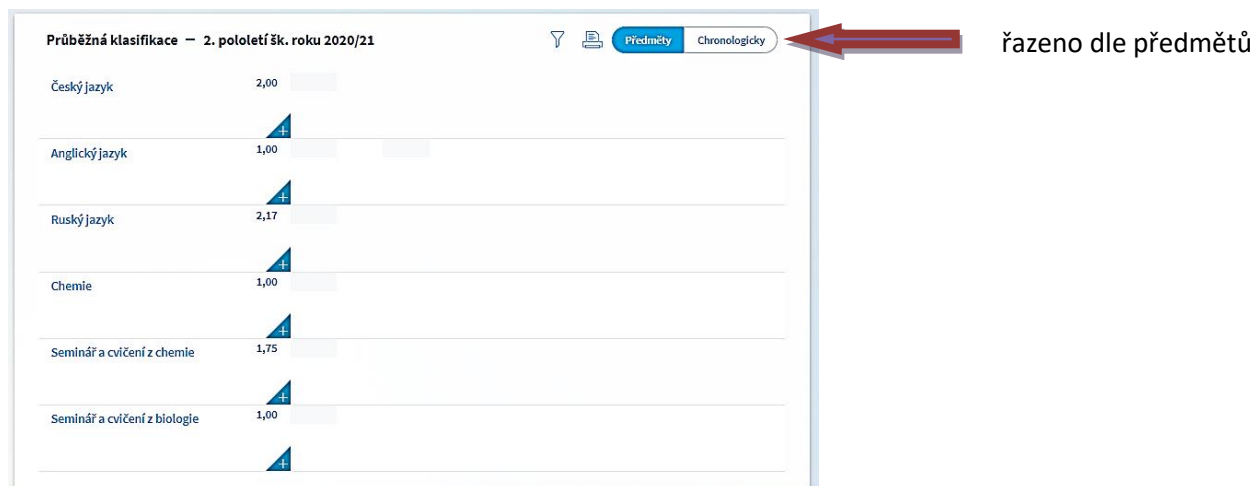 Průběžná klasifikace — 2. pololetí šk. roku 2020/21 Předměty Chronologicky
řazeno dle předmětů
Český jazyk 2,00
+
Anglický jazyk 1,00
+
Ruský jazyk 2,17
+
Chemie 1,00
+
Seminář a cvičení z chemie 1,75
+
Seminář a cvičení z biologie 1,00
+